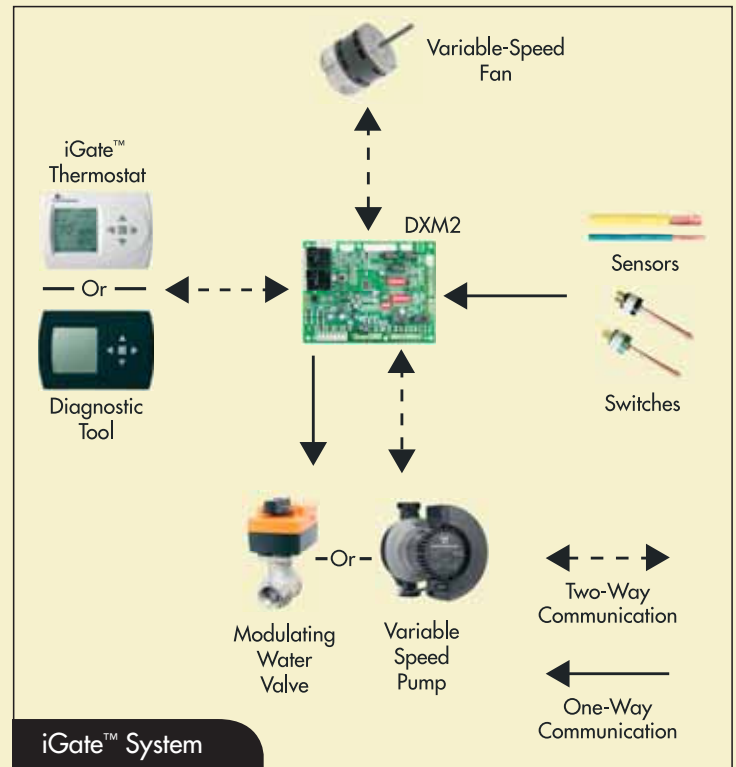 Variable-Speed
Fan
iGate™
Thermostat
Or
Diagnostic
Tool
DXM2
Sensors
Switches
Or
Modulating
Water
Valve
Variable
Speed
Pump
Two-Way
Communication
One-Way
Communication
iGate™ System